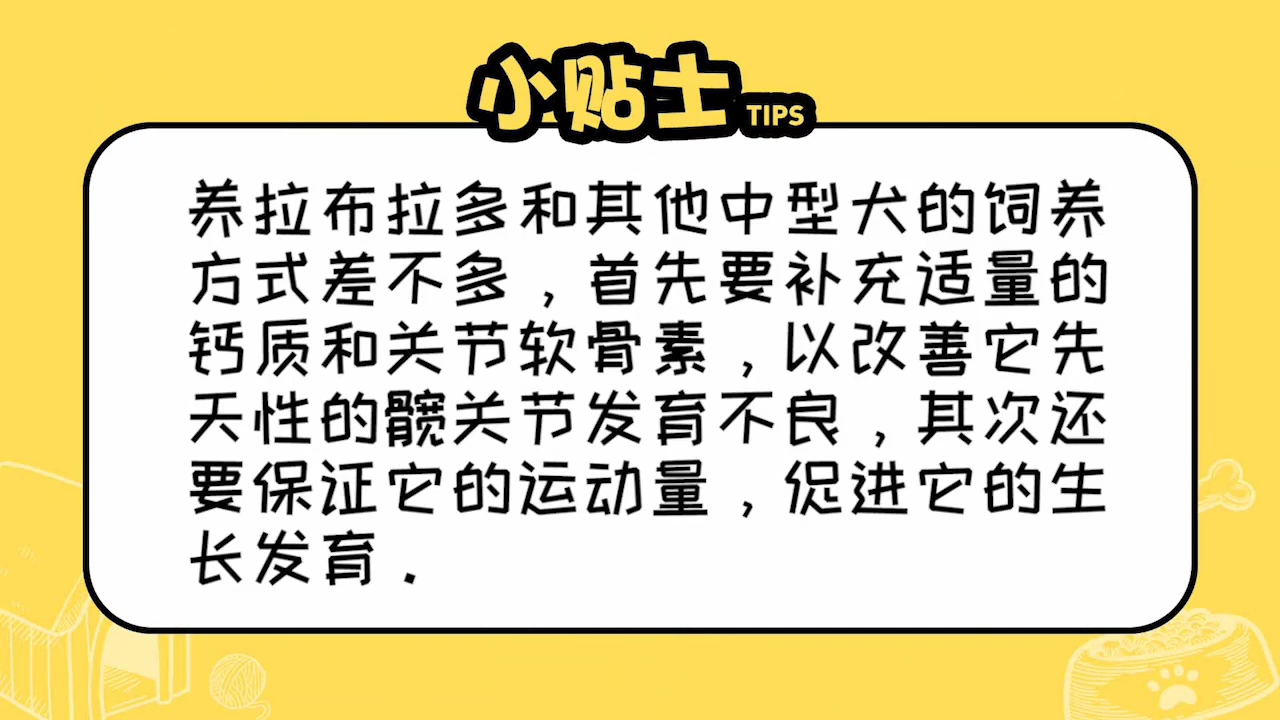 小贴士 TIPS
养拉布拉多和其他中型犬的饲养
方式差不多，首先要补充适量的
钙质和关节软骨素，以改善它先
天性的髋关节发育不良，其次还
要保证它的运动量，促进它的生
长发育.